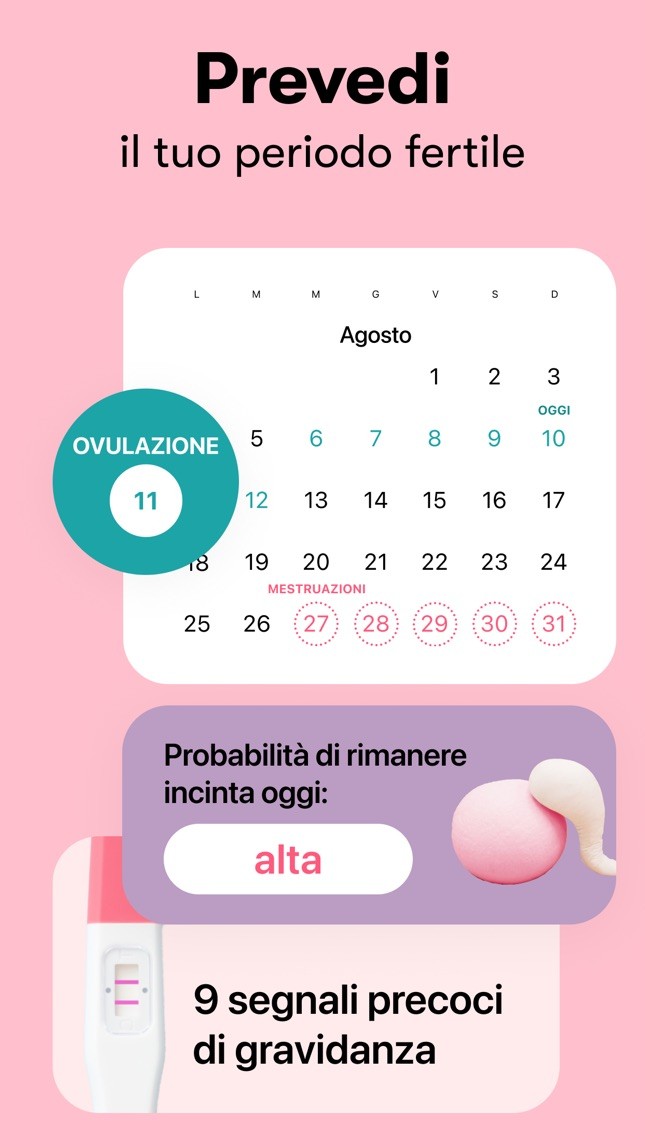 Prevedi
il tuo periodo fertile
L M M G V S D
Agosto
1 2 3
OGGI
OVULAZIONE
5 6 7 8 9 10
11
12 13 14 15 16 17
18 19 20 21 22 23 24
MESTRUAZIONI
25 26 27 28 29 30 31
Probabilità di rimanere
incinta oggi:
alta
9 segnali precoci
di gravidanza